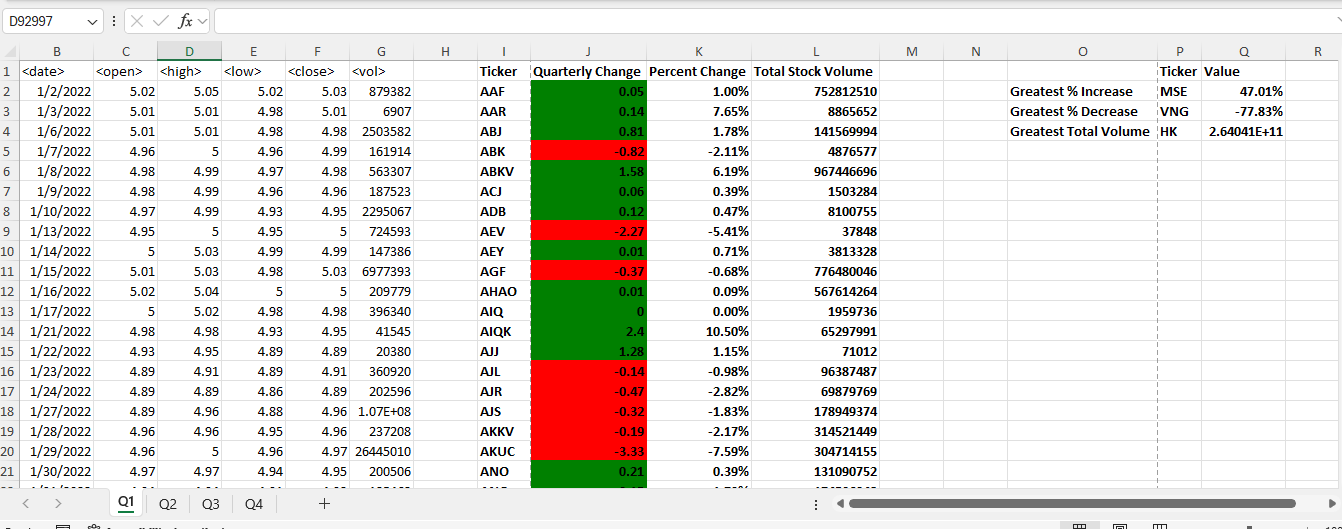 D92997 fx
B C D E F G H I J K L M N O P Q R
1 <date> <open> <high> <low> <close> <vol> Ticker Quarterly Change Percent Change Total Stock Volume Ticker Value
2 1/2/2022 5.02 5.05 5.02 5.03 879382 AAF 0.05 1.00% 752812510 Greatest % Increase MSE 47.01%
3 1/3/2022 5.01 5.01 4.98 5.01 6907 AAR 0.14 7.65% 8865652 Greatest % Decrease VNG -77.83%
4 1/6/2022 5.01 5.01 4.98 4.98 2503582 ABJ 0.81 1.78% 141569994 Greatest Total Volume HK 2.64041E+11
5 1/7/2022 4.96 5 4.96 4.99 161914 ABK -0.82 -2.11% 4876577
6 1/8/2022 4.98 4.99 4.97 4.98 563307 ABKV 1.58 6.19% 967446696
7 1/9/2022 4.98 4.99 4.96 4.96 187523 ACJ 0.06 0.39% 1503284
8 1/10/2022 4.97 4.99 4.93 4.95 2295067 ADB 0.12 0.47% 8100755
9 1/13/2022 4.95 5 4.95 5 724593 AEV -2.27 -5.41% 37848
10 1/14/2022 5 5.03 4.99 4.99 147386 AEY 0.01 0.71% 3813328
11 1/15/2022 5.01 5.03 4.98 5.03 6977393 AGF -0.37 -0.68% 776480046
12 1/16/2022 5.02 5.04 5 5 209779 AHAO 0.01 0.09% 567614264
13 1/17/2022 5 5.02 4.98 4.98 396340 AIQ 0 0.00% 1959736
14 1/21/2022 4.98 4.98 4.93 4.95 41545 AIQK 2.4 10.50% 65297991
15 1/22/2022 4.93 4.95 4.89 4.89 20380 AJJ 1.28 1.15% 71012
16 1/23/2022 4.89 4.91 4.89 4.91 360920 AJL -0.14 -0.98% 96387487
17 1/24/2022 4.89 4.89 4.86 4.89 202596 AJR -0.47 -2.82% 69879769
18 1/27/2022 4.89 4.96 4.88 4.96 1.07E+08 AJS -0.32 -1.83% 178949374
19 1/28/2022 4.96 4.96 4.95 4.96 237208 AKKV -0.19 -2.17% 314521449
20 1/29/2022 4.96 5 4.96 4.97 26445010 AKUC -3.33 -7.59% 304714155
21 1/30/2022 4.97 4.97 4.94 4.95 200506 ANO 0.21 0.39% 131090752
Q1 Q2 Q3 Q4